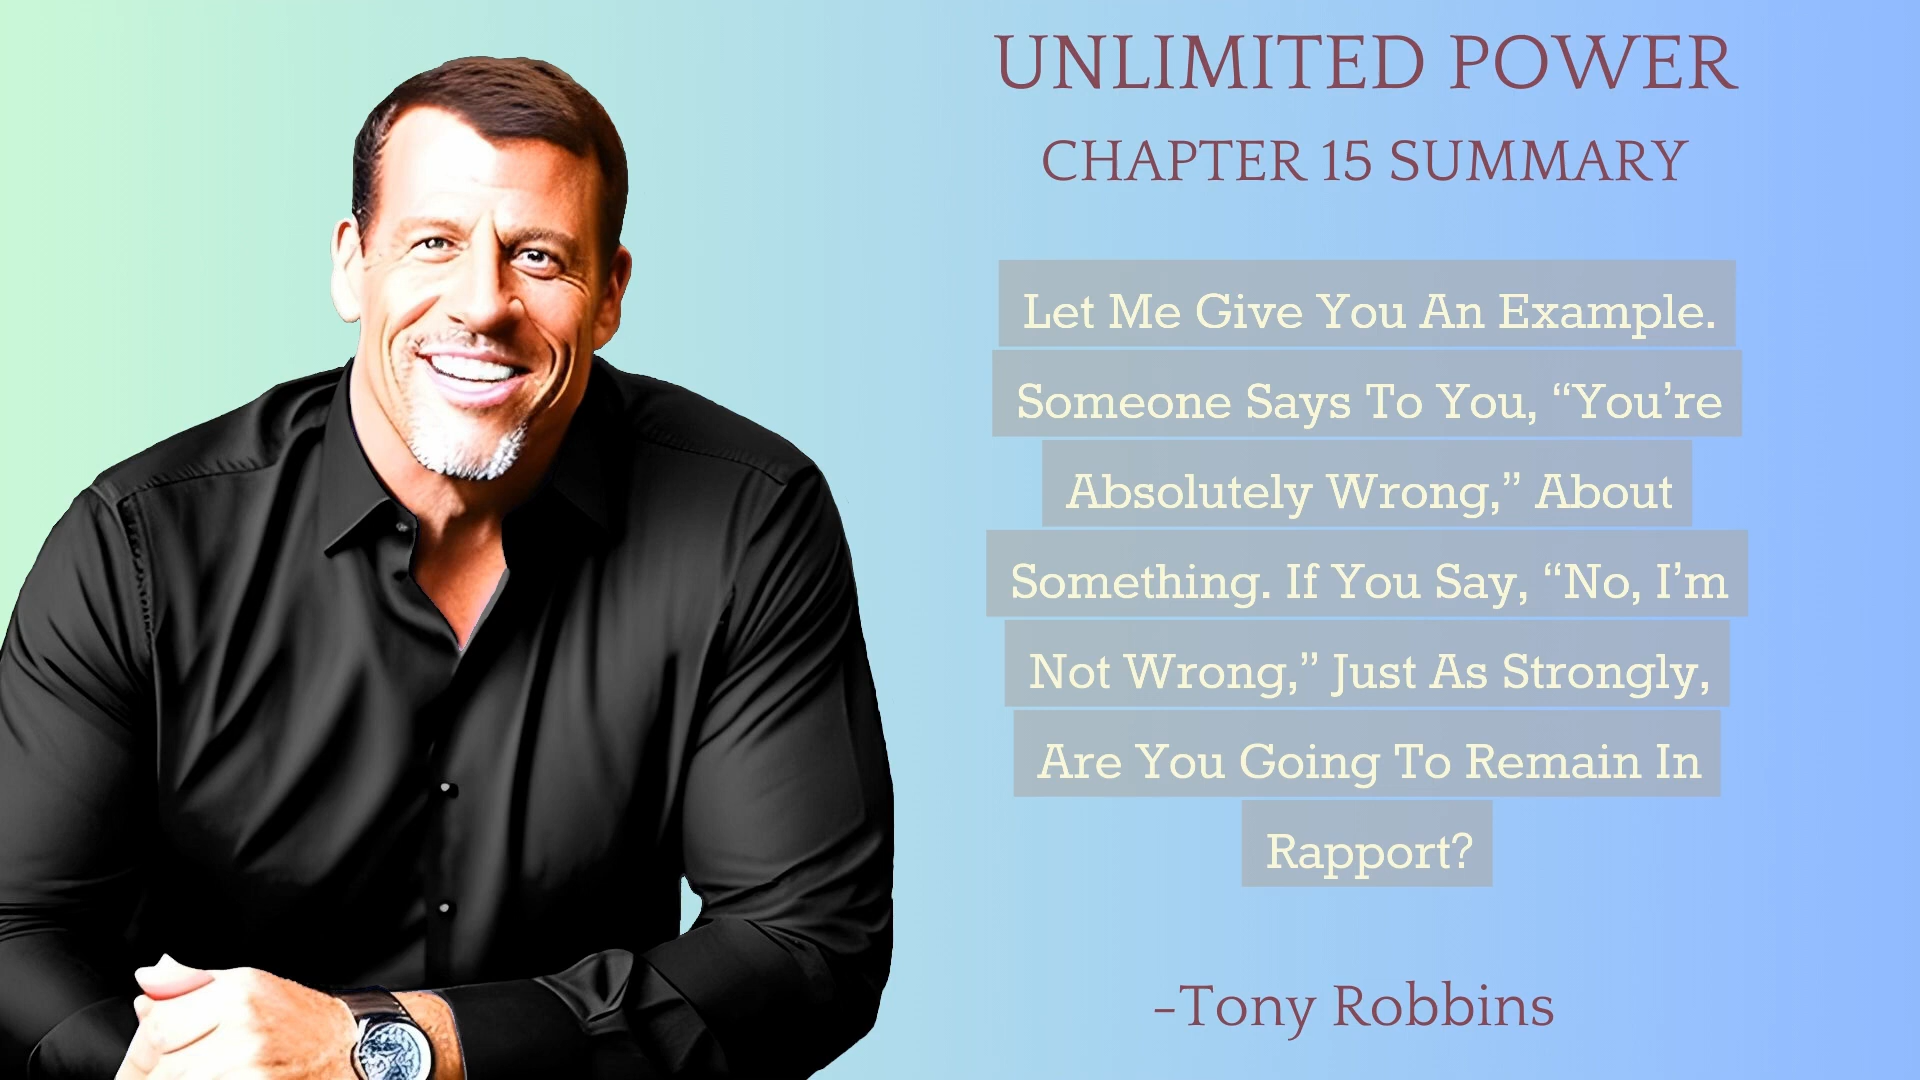 UNLIMITED POWER
CHAPTER 15 SUMMARY
Let Me Give You An Example.
Someone Says To You, “You’re
Absolutely Wrong,” About
Something. If You Say, “No, I’m
Not Wrong,” Just As Strongly,
Are You Going To Remain In
Rapport?
-Tony Robbins